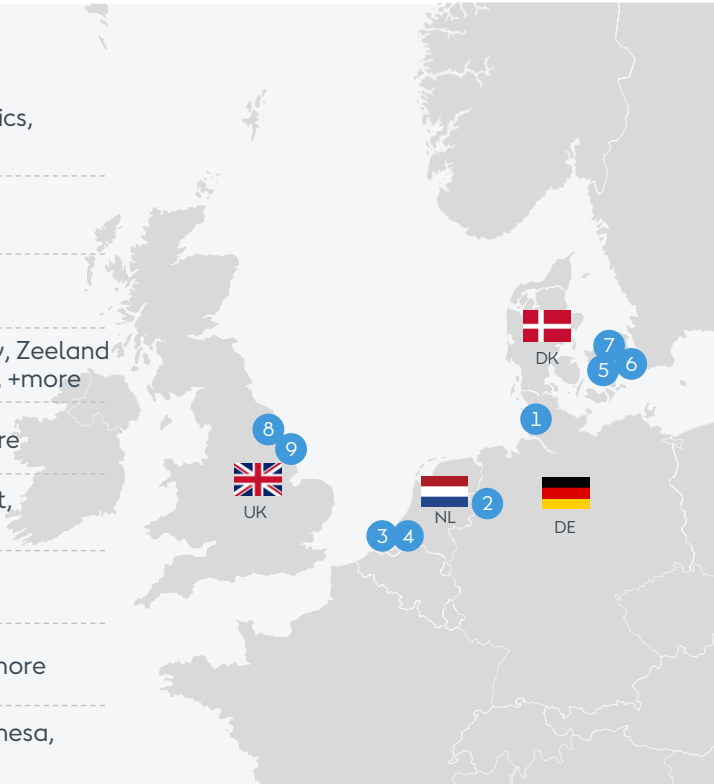 ics,
, Zeeland
, +more
re
t,
more
nesa,
DK
7
6
5
1
8
9
UK
NL
2
3
4
DE